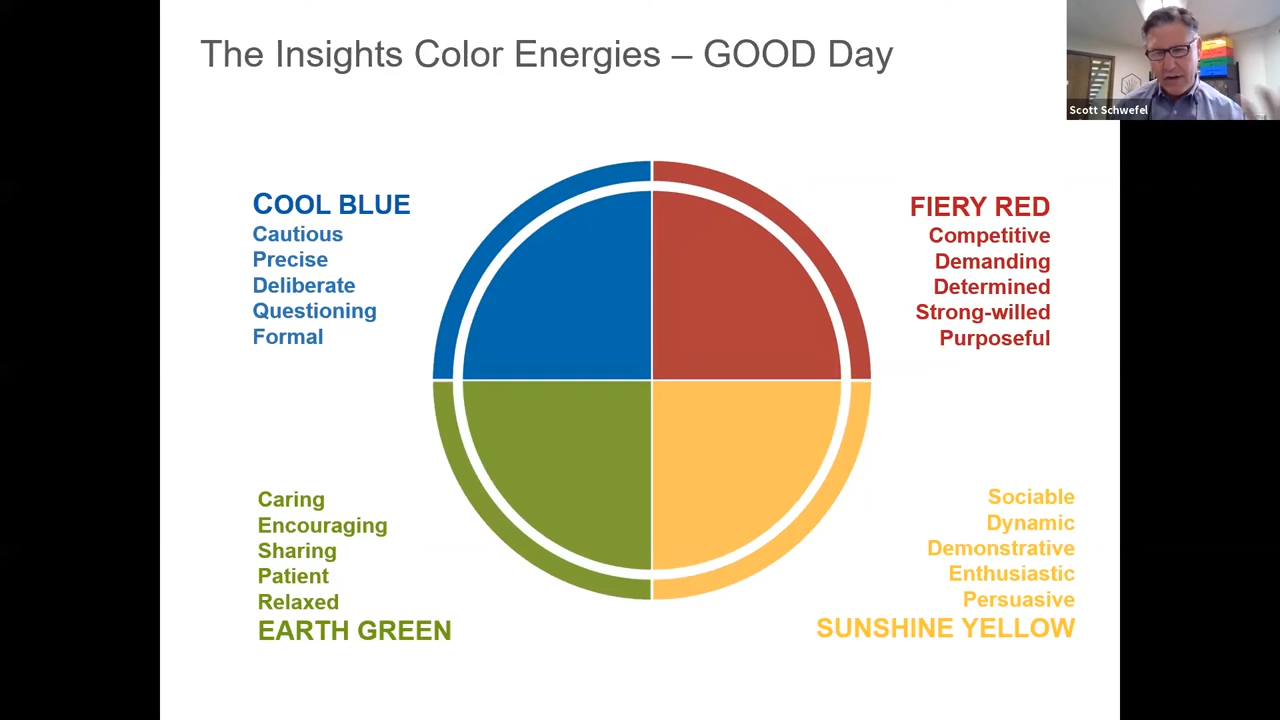 The Insights Color Energies – GOOD Day
Scott Schwefel
COOL BLUE
Cautious
Precise
Deliberate
Questioning
Formal
FIERY RED
Competitive
Demanding
Determined
Strong-willed
Purposeful
Caring
Encouraging
Sharing
Patient
Relaxed
EARTH GREEN
Sociable
Dynamic
Demonstrative
Enthusiastic
Persuasive
SUNSHINE YELLOW